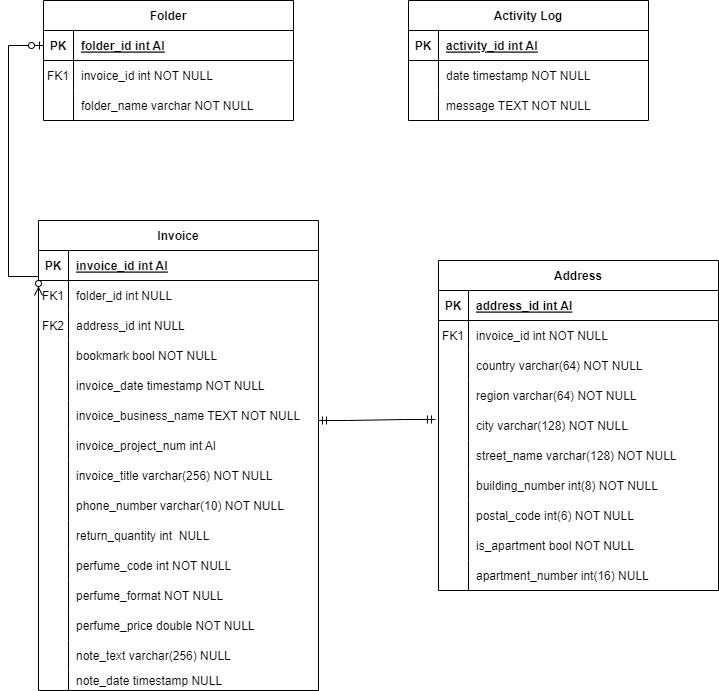 Folder
PK folder_id int AI
FK1 invoice_id int NOT NULL
folder_name varchar NOT NULL
Activity Log
PK activity_id int AI
date timestamp NOT NULL
message TEXT NOT NULL
Invoice
PK invoice_id int AI
FK1 folder_id int NULL
FK2 address_id int NULL
bookmark bool NOT NULL
invoice_date timestamp NOT NULL
invoice_business_name TEXT NOT NULL
invoice_project_num int AI
invoice_title varchar(256) NOT NULL
phone_number varchar(10) NOT NULL
return_quantity int NULL
perfume_code int NOT NULL
perfume_format NOT NULL
perfume_price double NOT NULL
note_text varchar(256) NULL
note_date timestamp NULL
Address
PK address_id int AI
FK1 invoice_id int NOT NULL
country varchar(64) NOT NULL
region varchar(64) NOT NULL
city varchar(128) NOT NULL
street_name varchar(128) NOT NULL
building_number int(8) NOT NULL
postal_code int(6) NOT NULL
is_apartment bool NOT NULL
apartment_number int(16) NULL